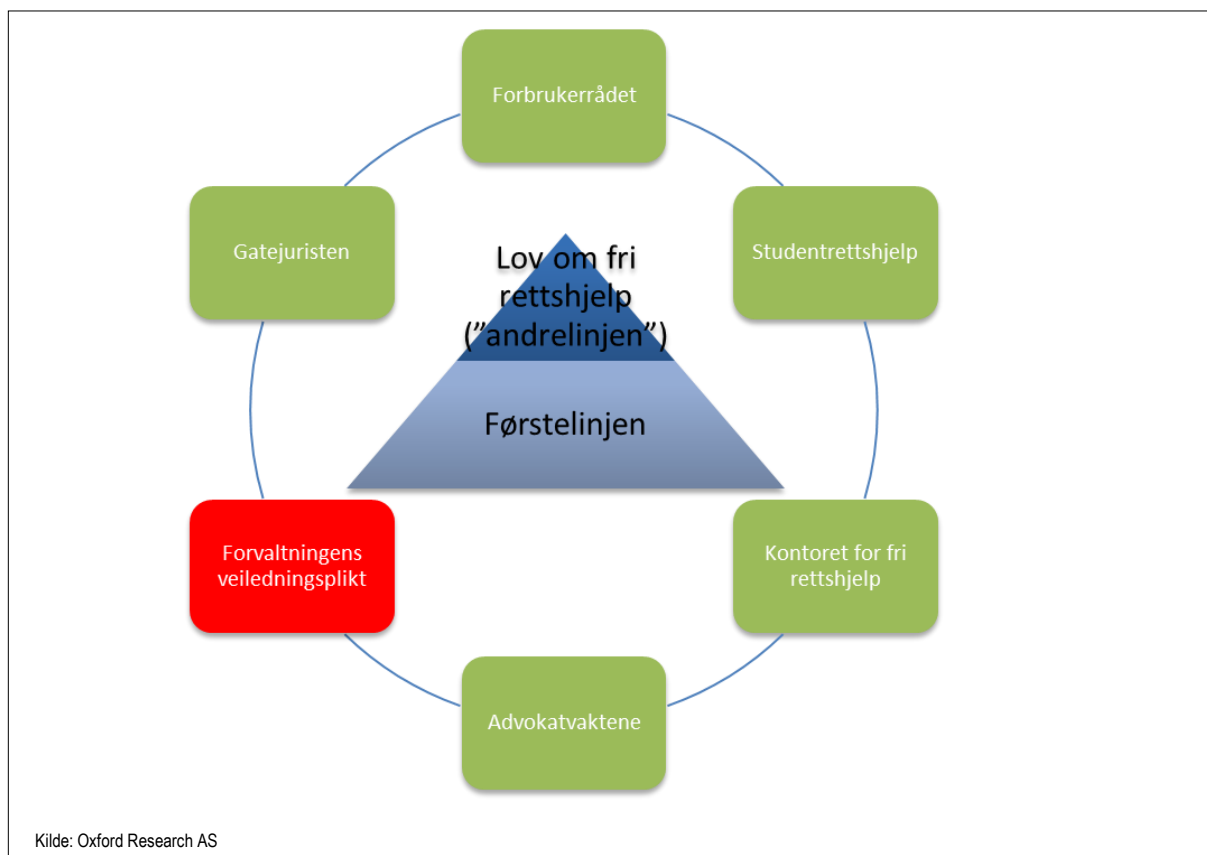 Forbrukerrådet
Gatejuristen
Studentrettshjelp
Lov om fri
rettshjelp
(”andrelinjen”)
Førstelinjen
Forvaltningens
veiledningsplikt
Kontoret for fri
rettshjelp
Advokatvaktene
Kilde: Oxford Research AS